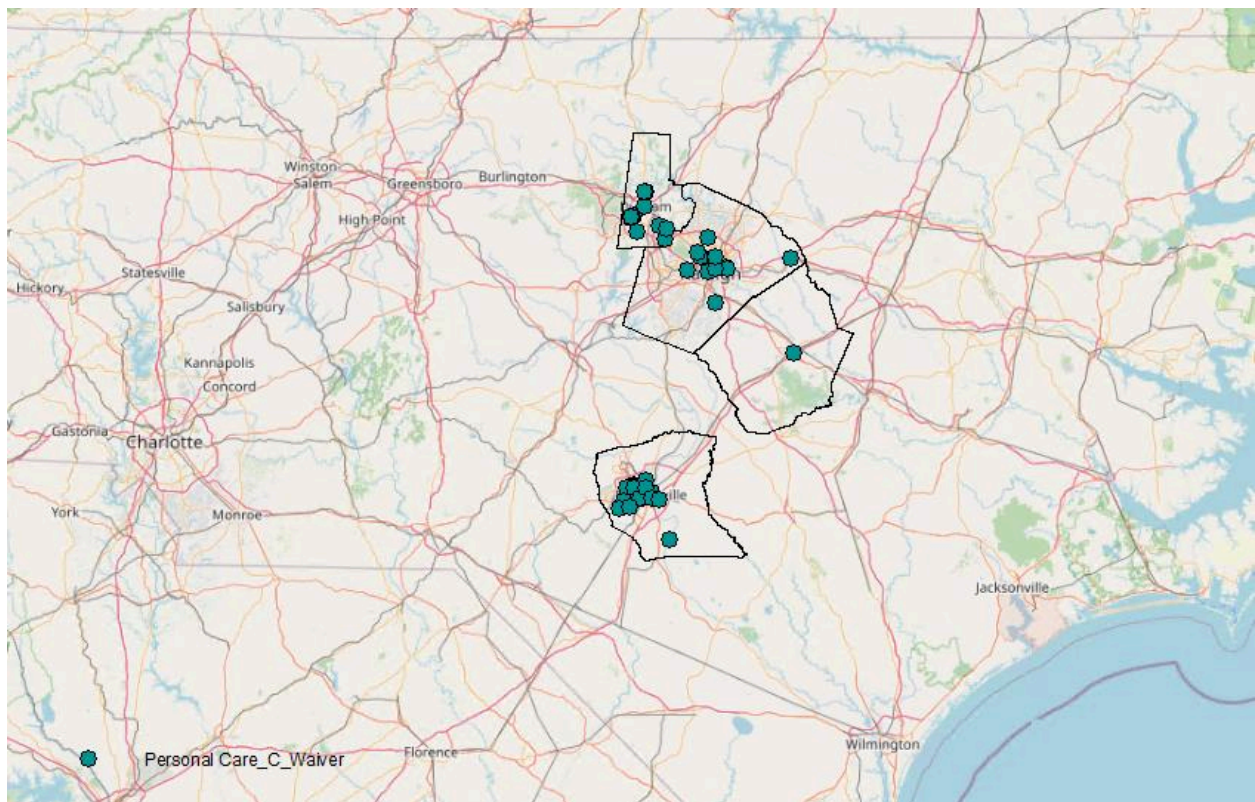 Winston-
Salem
Greensboro
Burlington
High Point
Statesville
Hickory
Salisbury
Kannapolis
Concord
Gastonia
Charlotte
York
Monroe
Jacksonville
Florence
Wilmington
Personal Care_C_Waiver